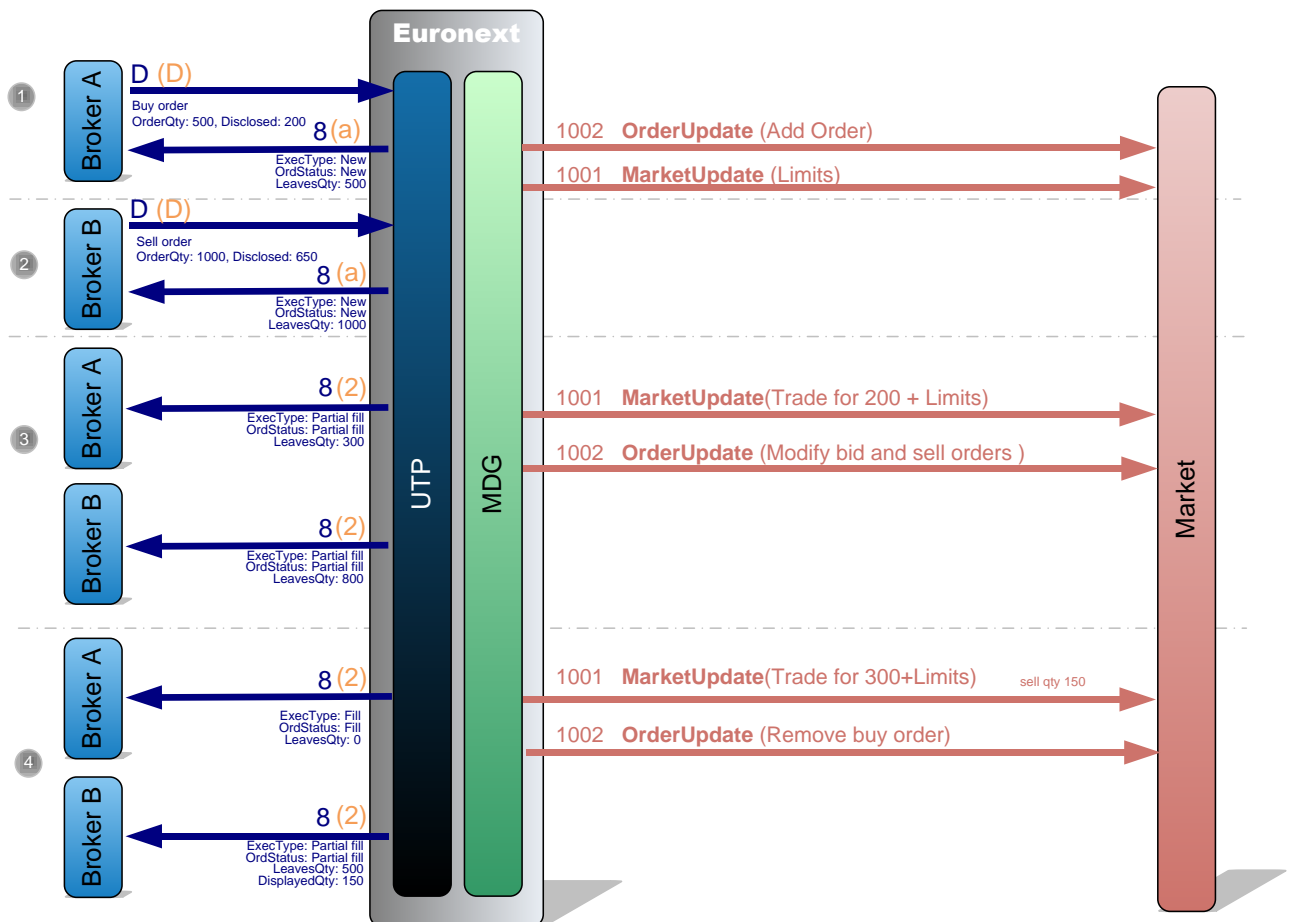 Euronext
1
Broker A
D (D)
Buy order
OrderQty: 500, Disclosed: 200
8 (a)
ExecType: New
OrdStatus: New
LeavesQty: 500
1002 OrderUpdate (Add Order)
1001 MarketUpdate (Limits)
2
Broker B
D (D)
Sell order
OrderQty: 1000, Disclosed: 650
8 (a)
ExecType: New
OrdStatus: New
LeavesQty: 1000
3
Broker A
8 (2)
ExecType: Partial fill
OrdStatus: Partial fill
LeavesQty: 300
1001 MarketUpdate(Trade for 200 + Limits)
1002 OrderUpdate (Modify bid and sell orders )
UTP
MDG
Market
Broker B
8 (2)
ExecType: Partial fill
OrdStatus: Partial fill
LeavesQty: 800
4
Broker A
8 (2)
ExecType: Fill
OrdStatus: Fill
LeavesQty: 0
1001 MarketUpdate(Trade for 300+Limits) sell qty 150
1002 OrderUpdate (Remove buy order)
Broker B
8 (2)
ExecType: Partial fill
OrdStatus: Partial fill
LeavesQty: 500
DisplayedQty: 150